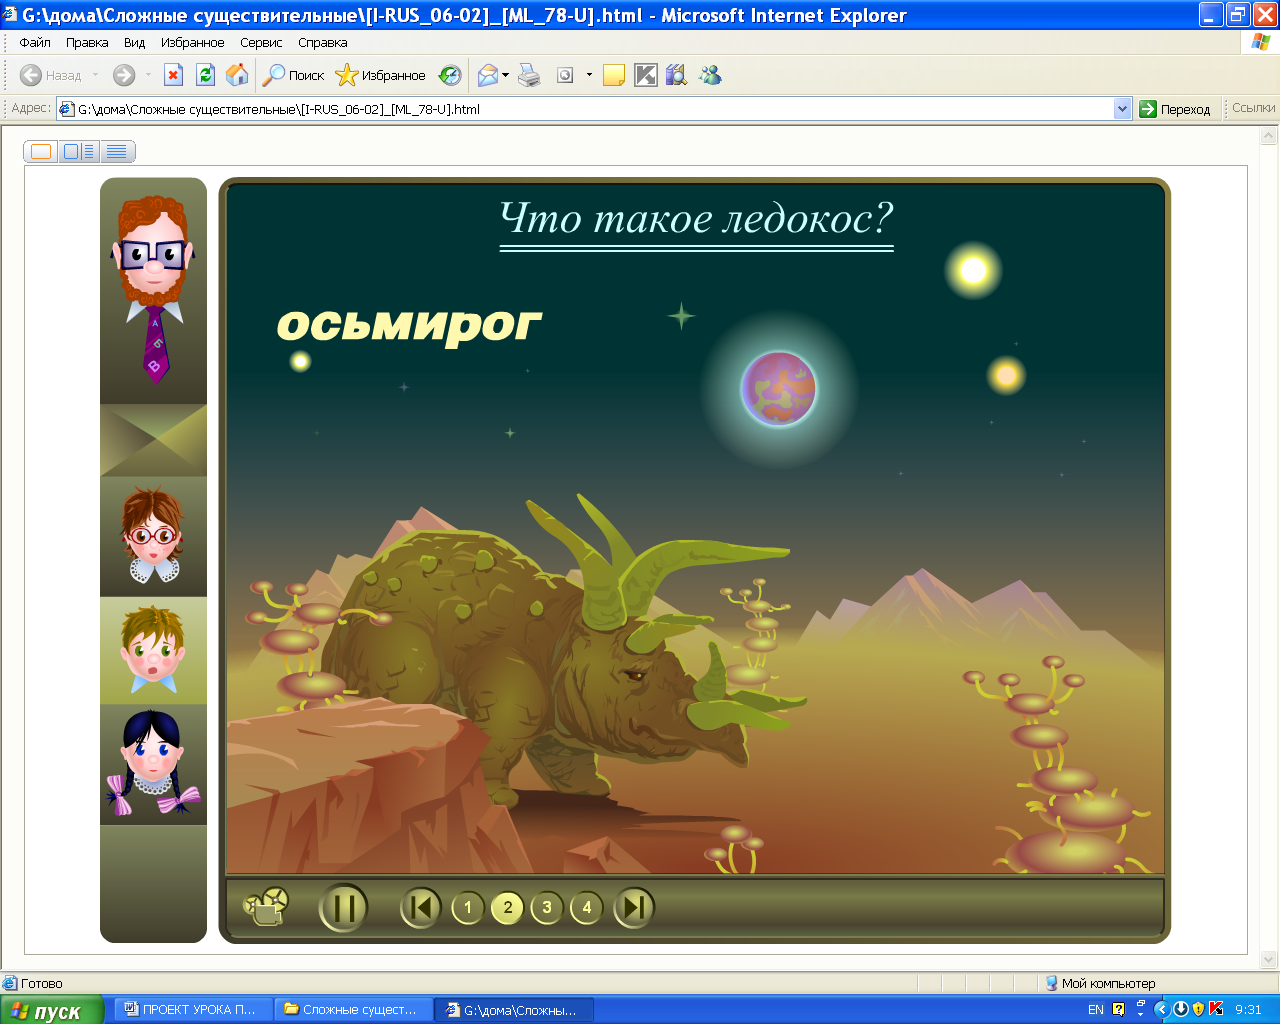 G:\дома\Сложные существительные\[I-RUS_06-02]_[ML_78-U].html - Microsoft Internet Explorer
Файл Правка Вид Избранное Сервис Справка
Назад Поиск Избранное
Адрес: G:\дома\Сложные существительные\[I-RUS_06-02]_[ML_78-U].html Переход Ссылки
Что такое ледокос?
осьмирог
А
Б
В
1 2 3 4
Готово Мой компьютер
пуск ПРОЕКТ УРОКА П... Сложные сущест... G:\дома\Сложны... EN 9:31